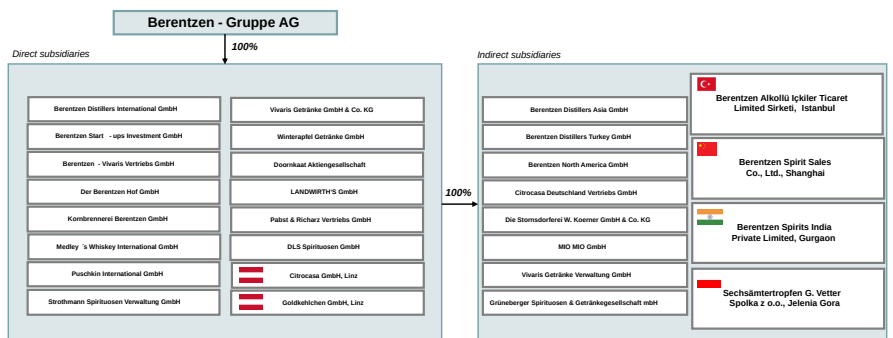 Berentzen - Gruppe AG
100%
Direct subsidiaries
Berentzen Distillers International GmbH
Berentzen Start - ups Investment GmbH
Berentzen - Vivaris Vertriebs GmbH
Der Berentzen Hof GmbH
Kornbrennerei Berentzen GmbH
Medley ´s Whiskey International GmbH
Puschkin International GmbH
Strothmann Spirituosen Verwaltung GmbH
Vivaris Getränke GmbH & Co. KG
Winterapfel Getränke GmbH
Doornkaat Aktiengesellschaft
LANDWIRTH'S GmbH
Pabst & Richarz Vertriebs GmbH
DLS Spirituosen GmbH
Citrocasa GmbH, Linz
Goldkehlchen GmbH, Linz
100%
Indirect subsidiaries
Berentzen Distillers Asia GmbH
Berentzen Distillers Turkey GmbH
Berentzen North America GmbH
Citrocasa Deutschland Vertriebs GmbH
Die Stornsdorferei W. Koerner GmbH & Co. KG
MIO MIO GmbH
Vivaris Getränke Verwaltung GmbH
Grüneberger Spirituosen & Getränkegesellschaft mbH
Berentzen Alkollü Içkiler Ticaret
Limited Sirketi, Istanbul
Berentzen Spirit Sales
Co., Ltd., Shanghai
Berentzen Spirits India
Private Limited, Gurgaon
Sechsämtertropfen G. Vetter
Spolka z o.o., Jelenia Gora